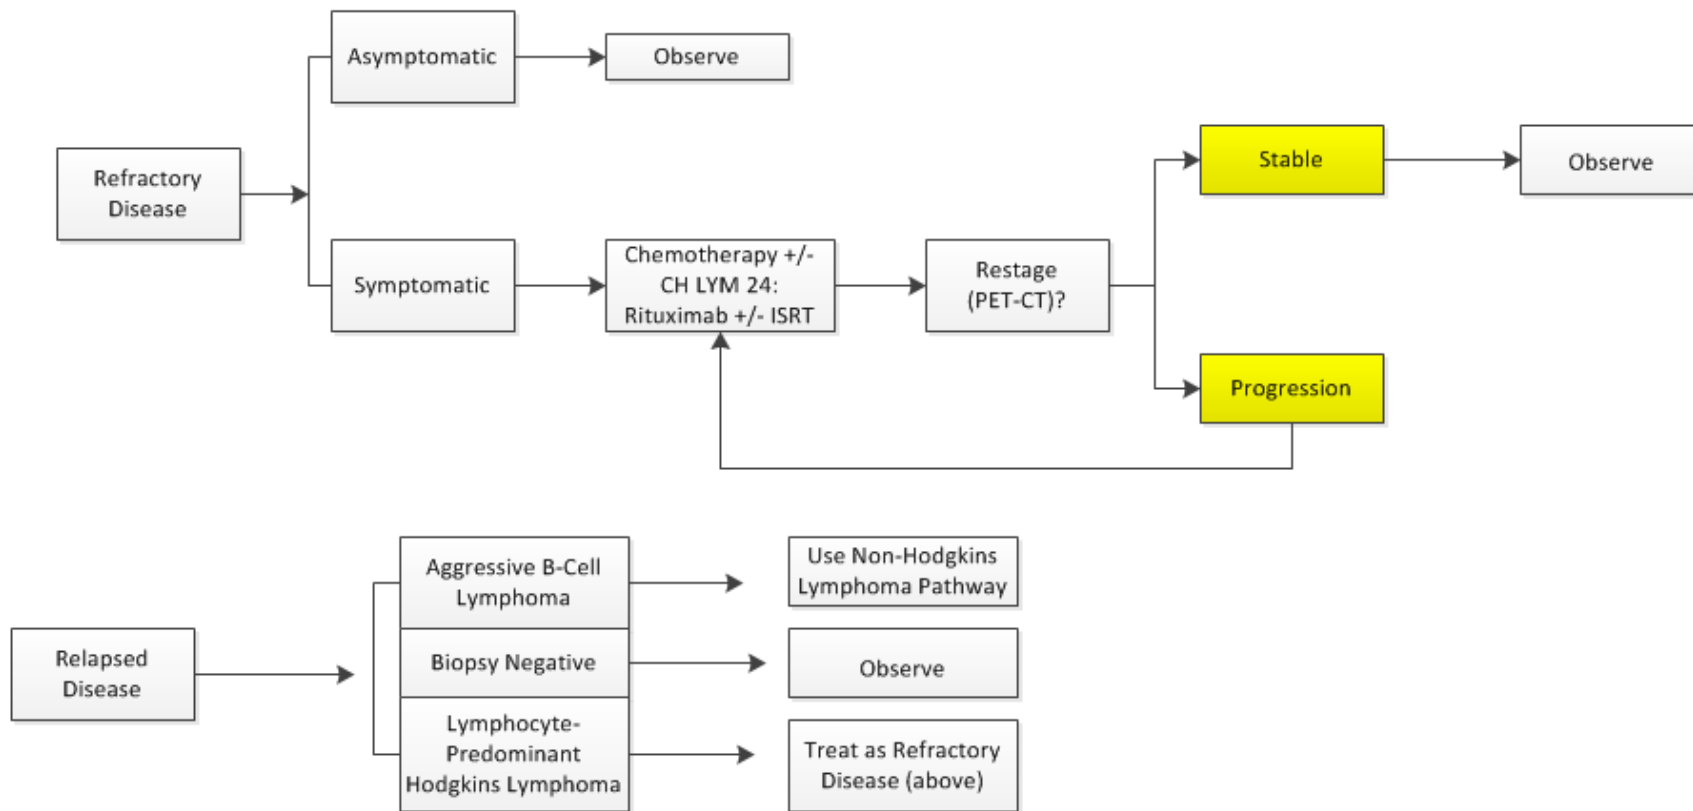 Asymptomatic
Observe
Refractory
Disease
Stable
Observe
Symptomatic
Chemotherapy +/-
CH LYM 24:
Rituximab +/- ISRT
Restage
(PET-CT)?
Progression
Relapsed
Disease
Aggressive B-Cell
Lymphoma
Use Non-Hodgkins
Lymphoma Pathway
Biopsy Negative
Observe
Lymphocyte-
Predominant
Hodgkins Lymphoma
Treat as Refractory
Disease (above)